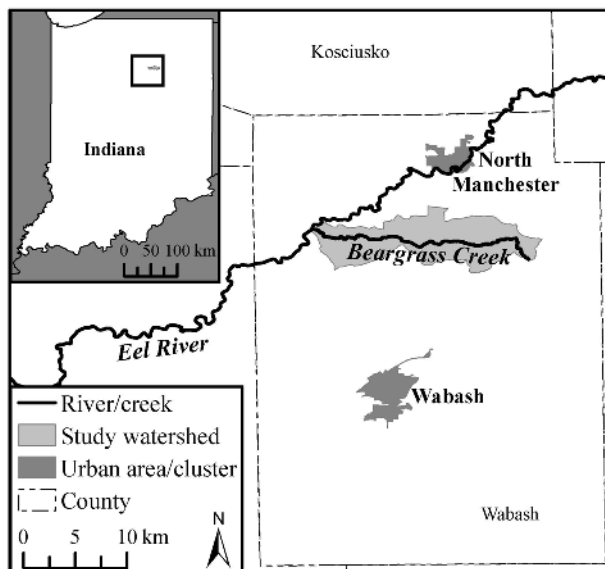 Kosciusko
Indiana
0 50 100 km
North
Manchester
Beargrass Creek
Eel River
Wabash
River/creek
Study watershed
Urban area/cluster
County
0 5 10 km
N
Wabash